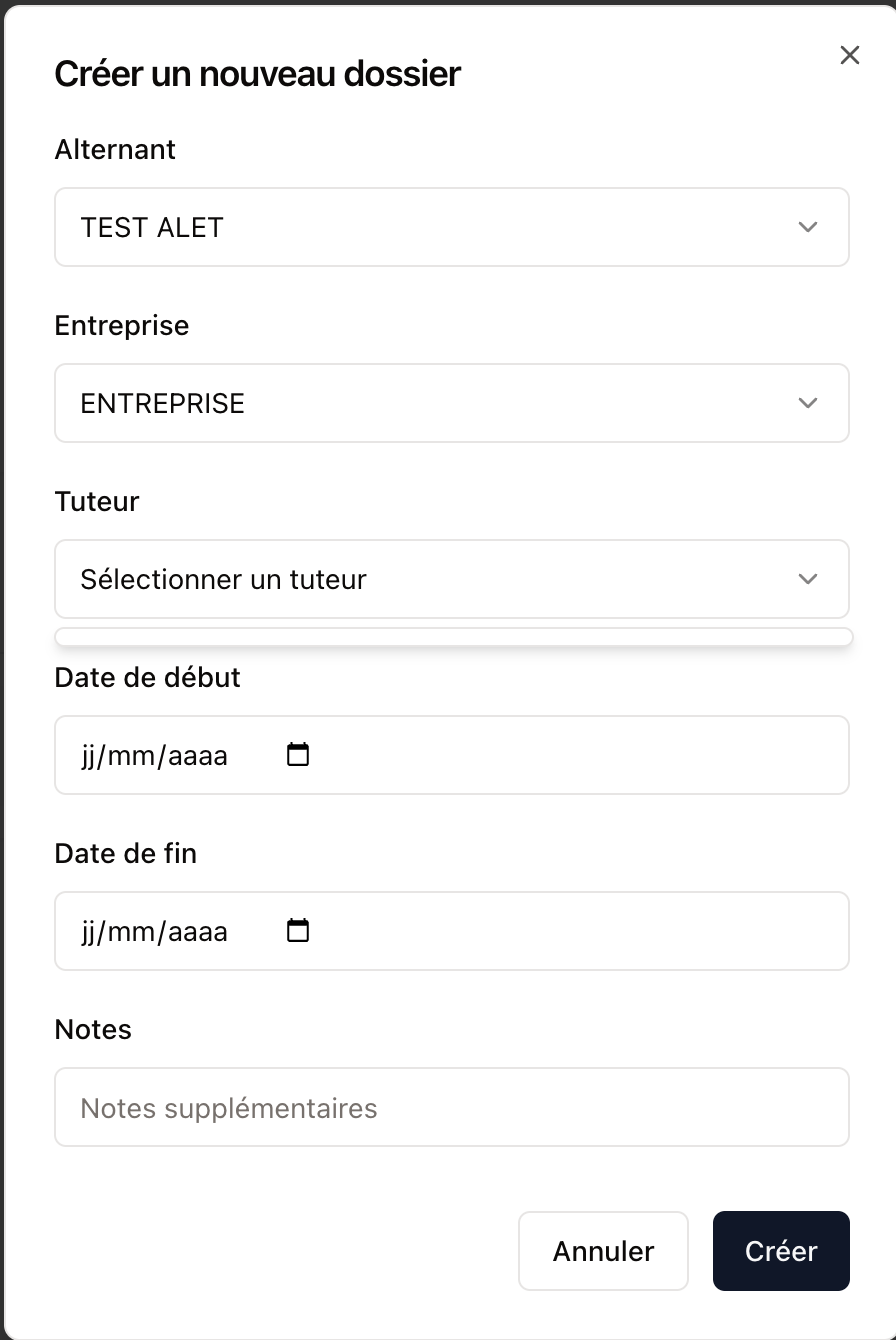 Créer un nouveau dossier
Alternant
TEST ALET
Entreprise
ENTREPRISE
Tuteur
Sélectionner un tuteur
Date de début
jj/mm/aaaa
Date de fin
jj/mm/aaaa
Notes
Notes supplémentaires
Annuler Créer